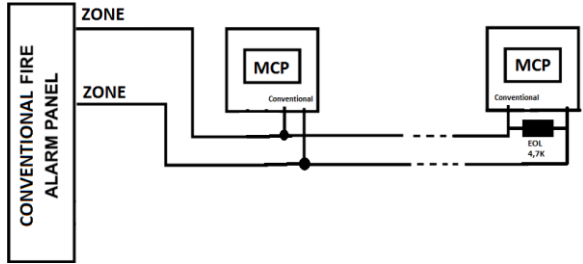 CONVENTIONAL FIRE
ALARM PANEL
ZONE
ZONE
MCP
Conventional
MCP
Conventional
EOL
4,7K